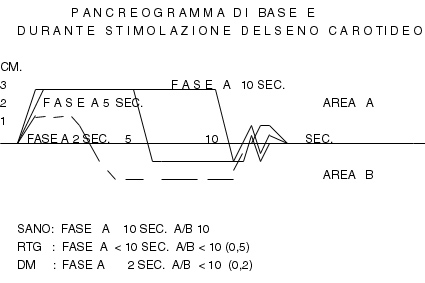 PANCREOGRAMMA DI BASE E
DURANTE STIMOLAZIONE DELSENO CAROTIDEO
CM.
3 FASE A 10 SEC.
2 FASE A 5 SEC. AREA A
1
FASE A 2 SEC. 5 10 SEC.
AREA B
SANO: FASE A 10 SEC. A/B 10
RTG : FASE A < 10 SEC. A/B < 10 (0,5)
DM : FASE A 2 SEC. A/B < 10 (0,2)